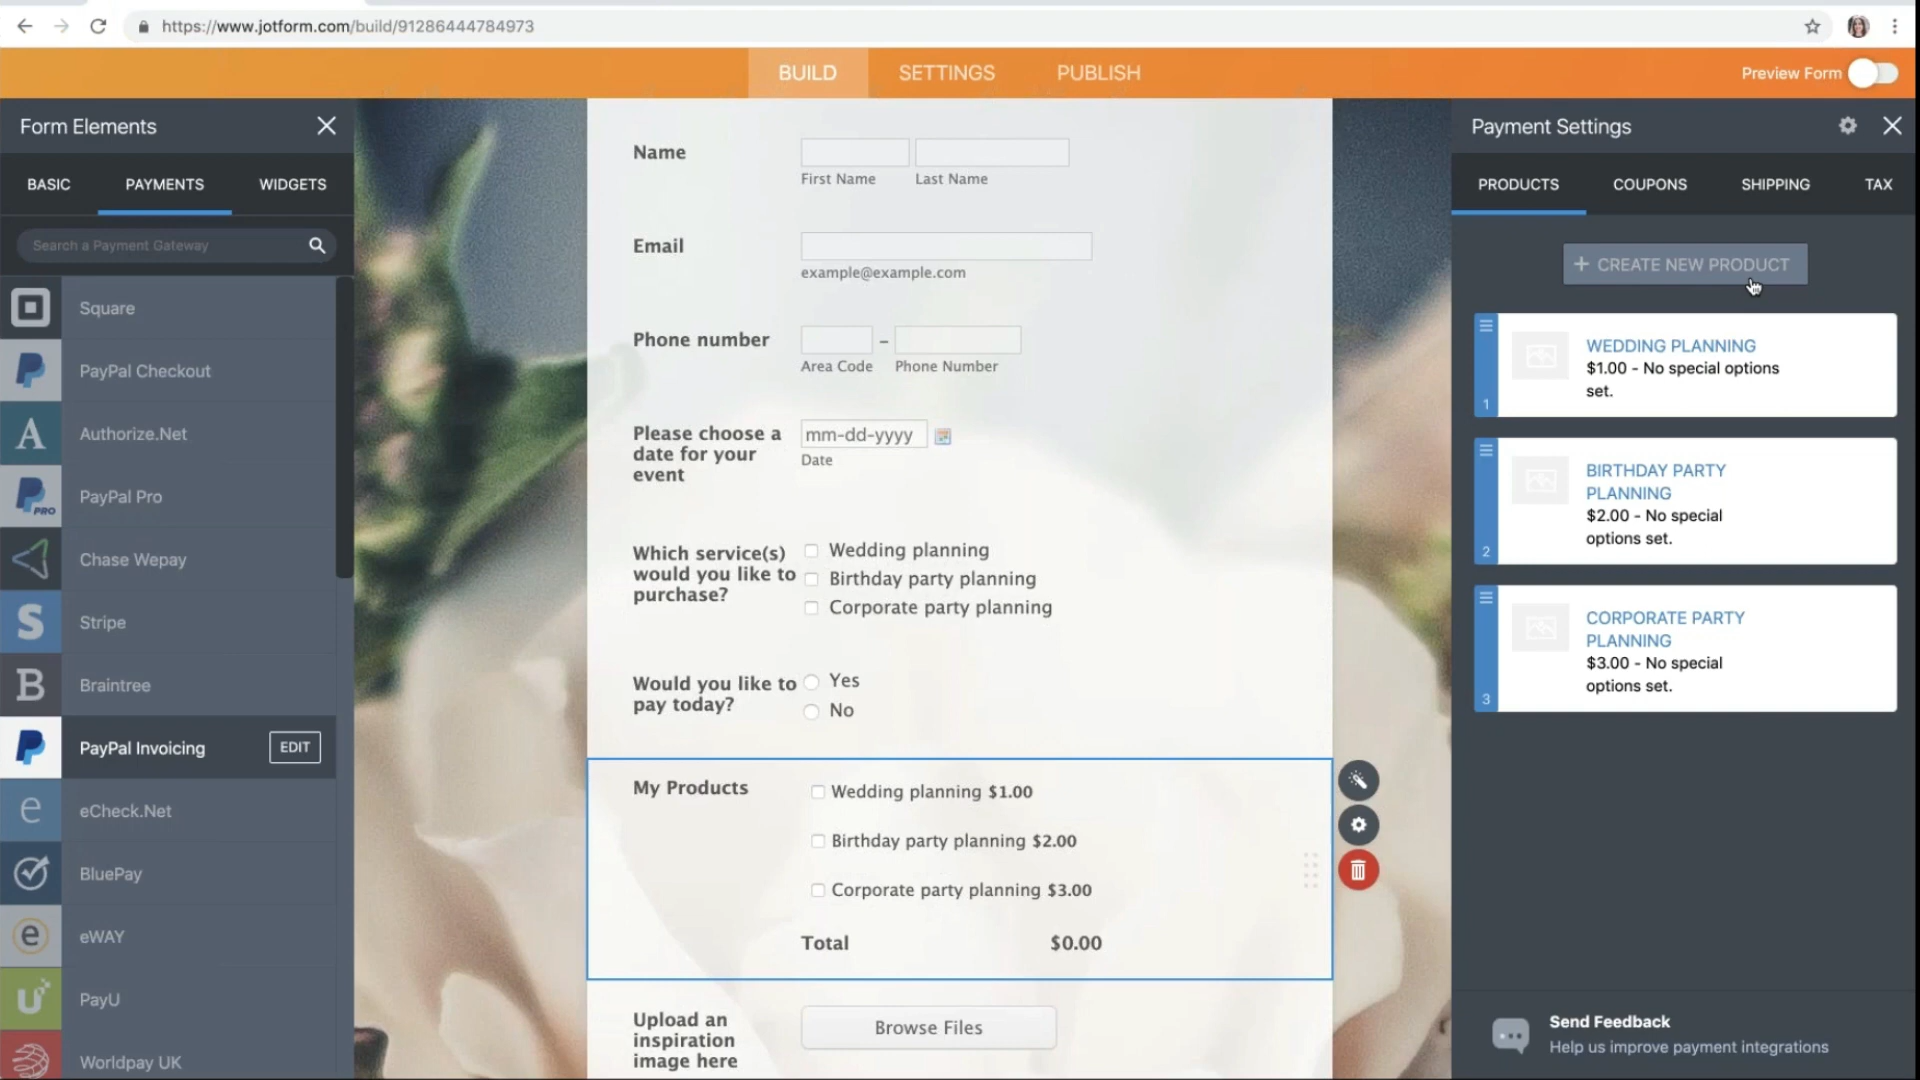 https://www.jotform.com/build/91286444784973
BUILD
SETTINGS
PUBLISH
Preview Form
Form Elements
BASIC
PAYMENTS
WIDGETS
Search a Payment Gateway
Square
PayPal Checkout
Authorize.Net
PRO
PayPal Pro
Chase Wepay
Stripe
Braintree
PayPal Invoicing
EDIT
eCheck.Net
BluePay
eWAY
PayU
Worldpay UK
Name
First Name
Last Name
Email
example@example.com
Phone number
–
Area Code
Phone Number
Please choose a
date for your
event
mm-dd-yyyy
Date
Which service(s)
would you like to
purchase?
Wedding planning
Birthday party planning
Corporate party planning
Would you like to
pay today?
Yes
No
My Products
Wedding planning $1.00
Birthday party planning $2.00
Corporate party planning $3.00
Total
$0.00
Upload an
inspiration
image here
Browse Files
Payment Settings
PRODUCTS
COUPONS
SHIPPING
TAX
+ CREATE NEW PRODUCT
1
WEDDING PLANNING
$1.00 - No special options
set.
2
BIRTHDAY PARTY
PLANNING
$2.00 - No special
options set.
3
CORPORATE PARTY
PLANNING
$3.00 - No special
options set.
Send Feedback
Help us improve payment integrations